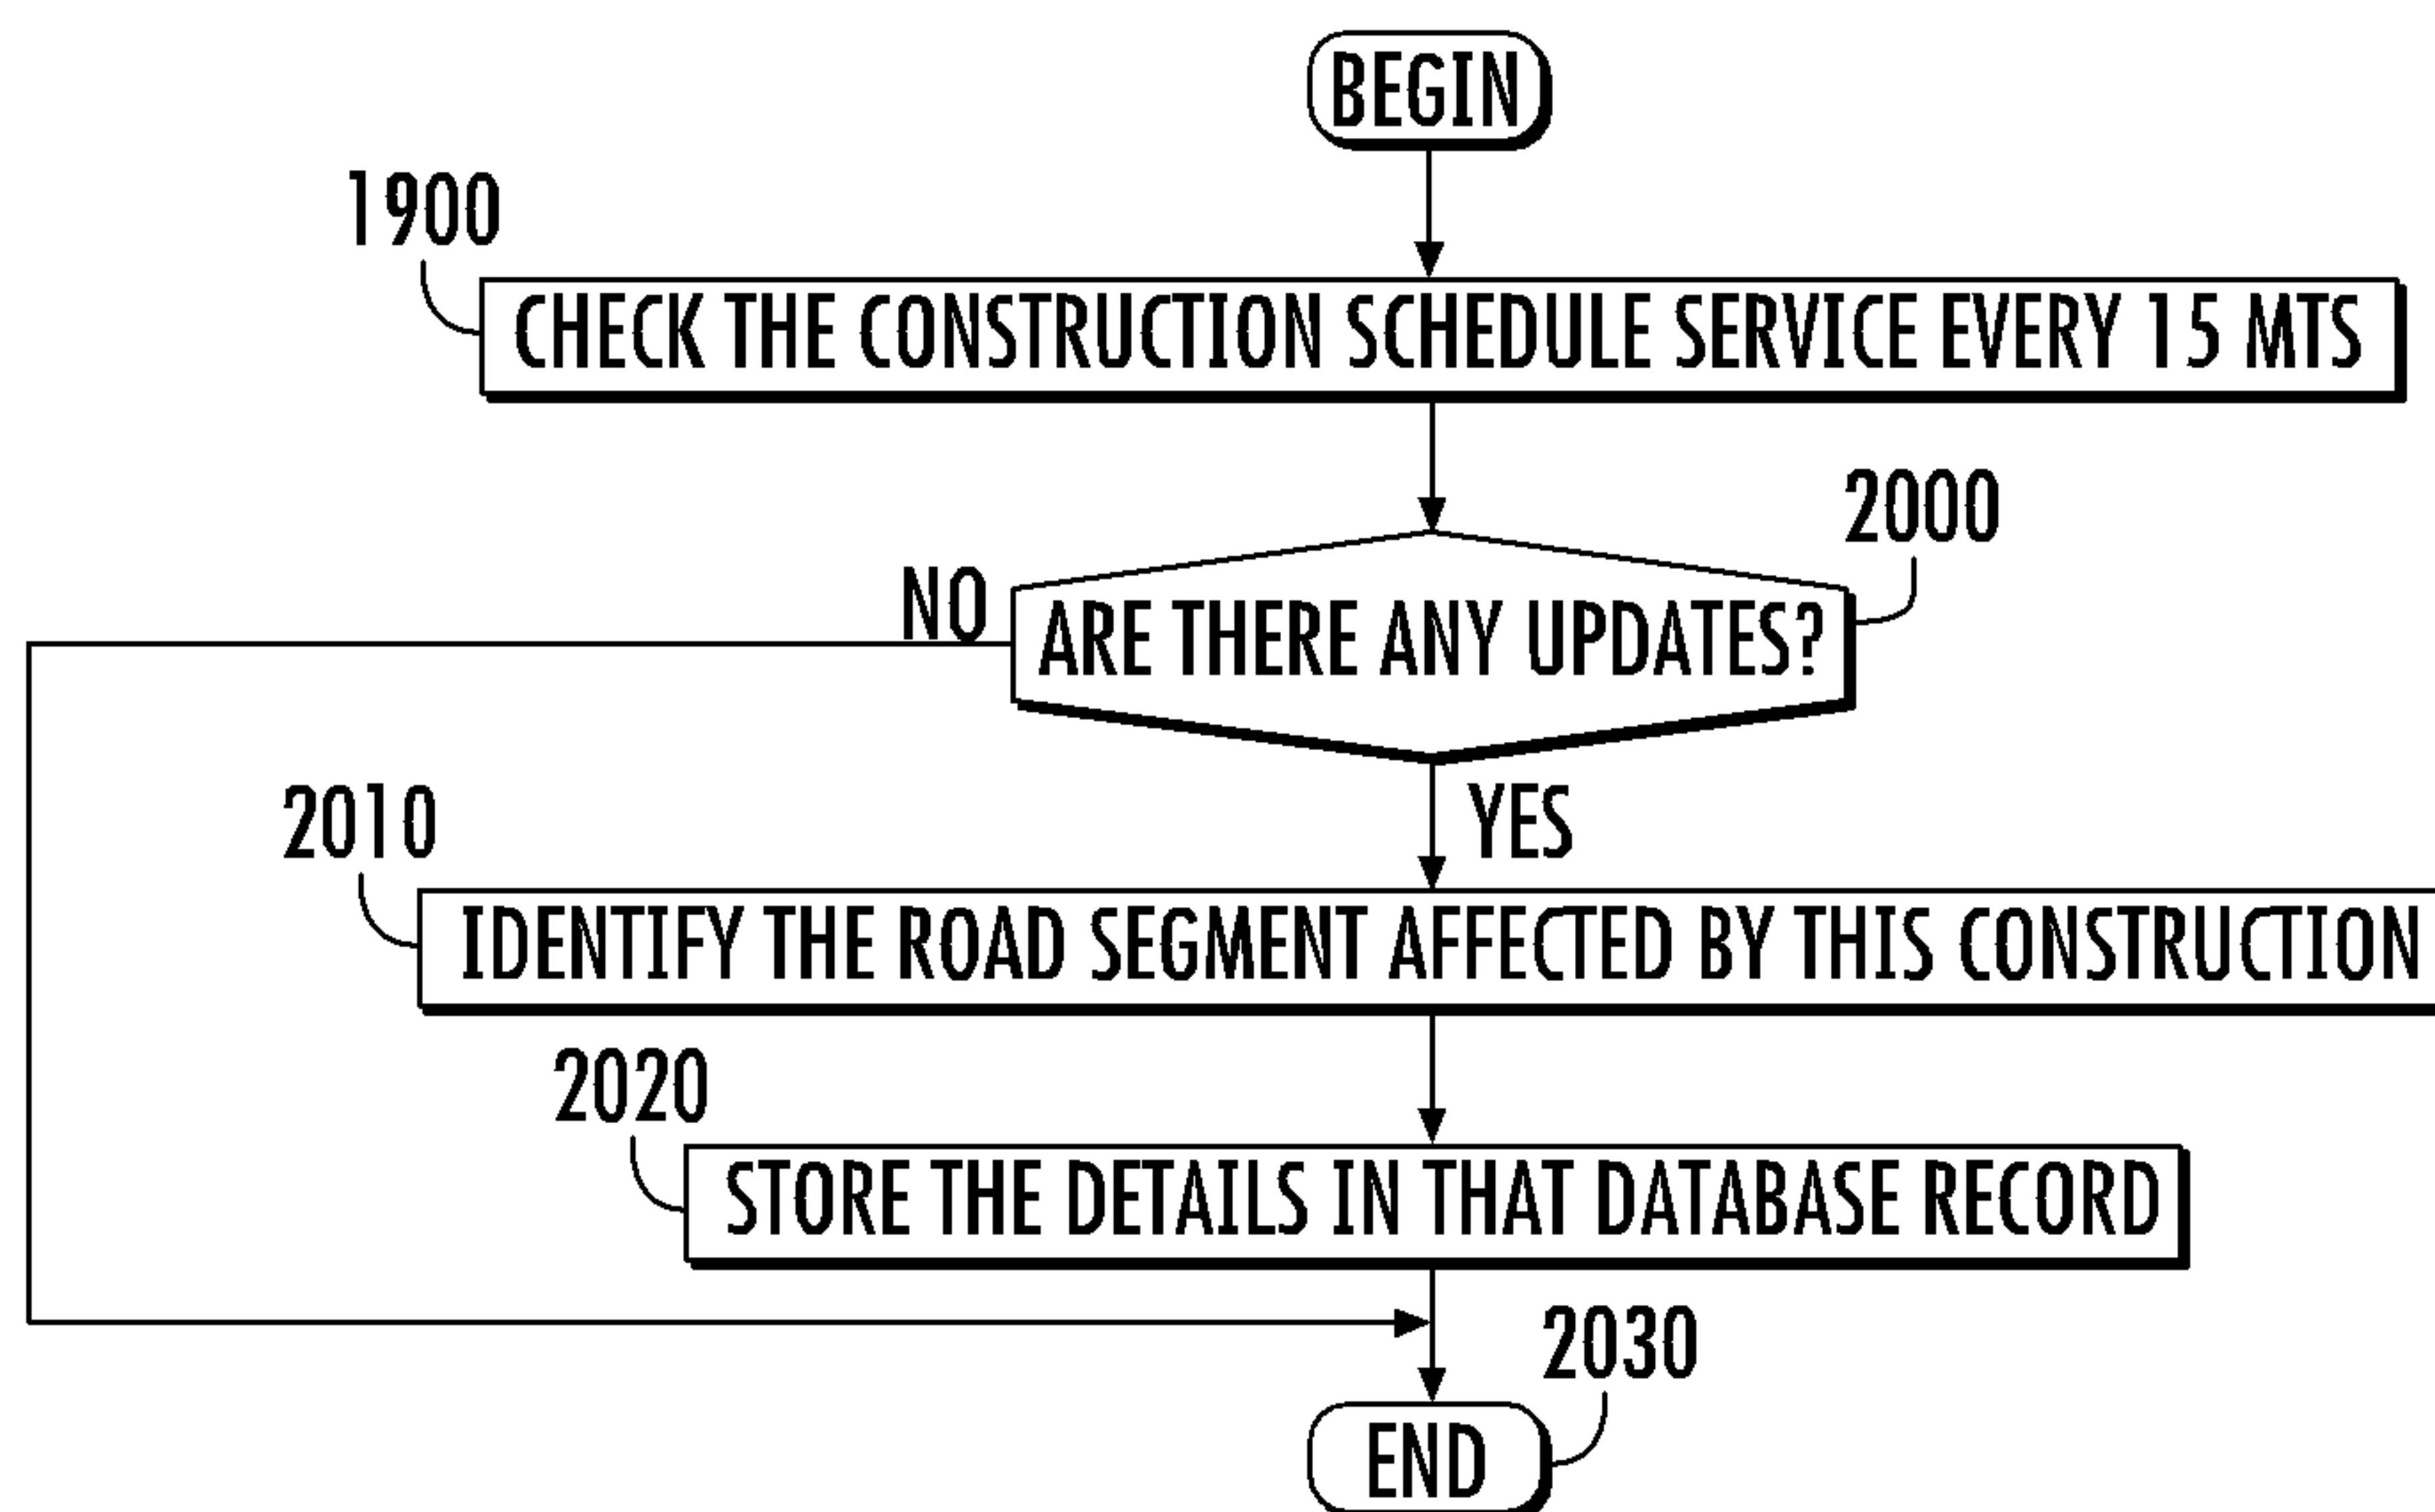 BEGIN
1900
CHECK THE CONSTRUCTION SCHEDULE SERVICE EVERY 15 MTS
2000
NO
ARE THERE ANY UPDATES?
YES
2010
IDENTIFY THE ROAD SEGMENT AFFECTED BY THIS CONSTRUCTION
2020
STORE THE DETAILS IN THAT DATABASE RECORD
2030
END